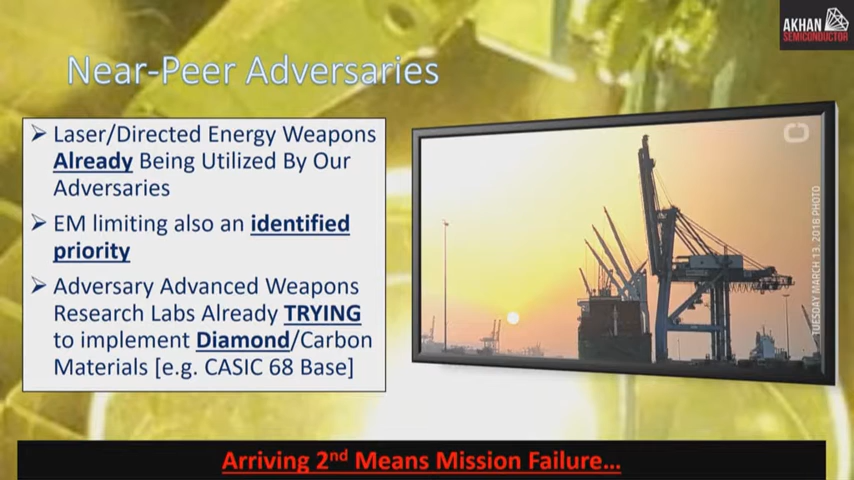 AKHAN
SEMICONDUCTOR
Near-Peer Adversaries
➢ Laser/Directed Energy Weapons
Already Being Utilized By Our
Adversaries
➢ EM limiting also an identified
priority
➢ Adversary Advanced Weapons
Research Labs Already TRYING
to implement Diamond/Carbon
Materials [e.g. CASIC 68 Base]
TUESDAY MARCH 13, 2018 PHOTO
Arriving 2nd Means Mission Failure…